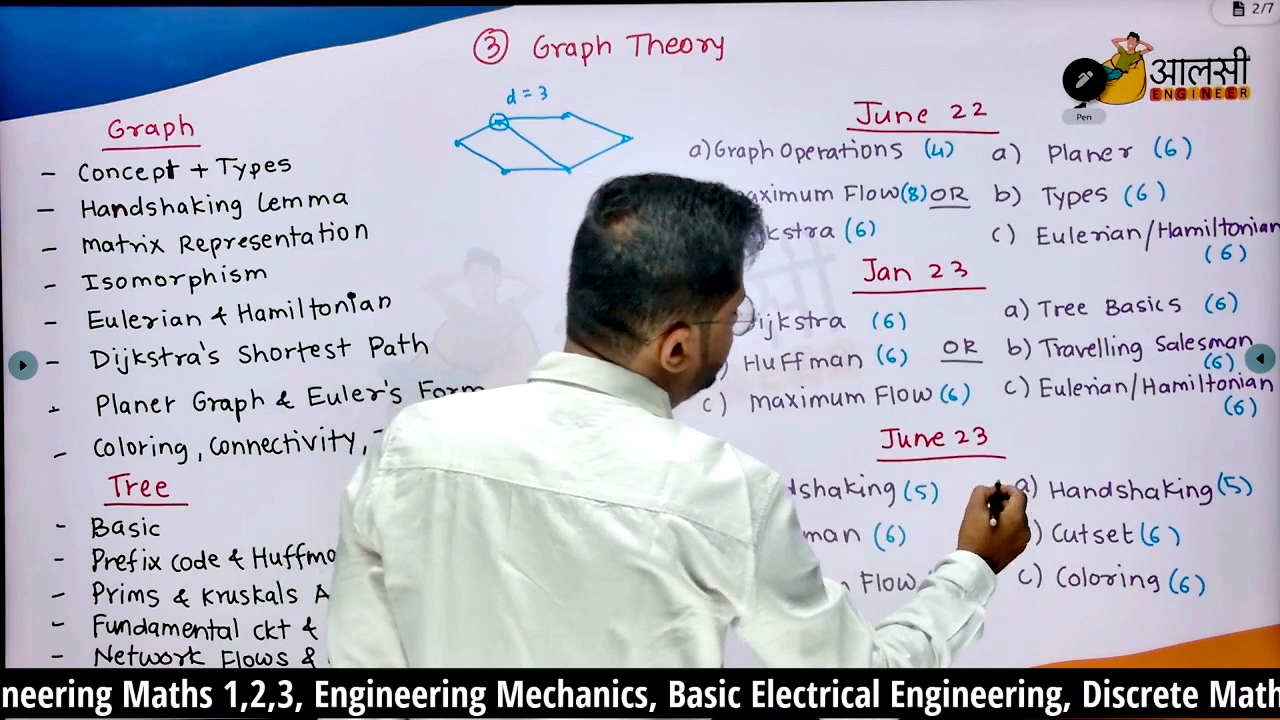 2/7
③ Graph Theory
आलसी
ENGINEER
Pen
d = 3
Graph
- Concept + Types
- Handshaking Lemma
- Matrix Representation
- Isomorphism
- Eulerian & Hamiltonian
- Dijkstra's Shortest Path
- Planer Graph & Euler's Form
- Coloring, Connectivity,
Tree
- Basic
- Prefix code & Huffma
- Prims & Kruskals A
- Fundamental ckt &
- Network Flows &
June 22
a) Graph Operations (4)
aximum Flow (8)
kstra (6)
OR
a) Planer (6)
b) Types (6)
c) Eulerian/Hamiltonian
(6)
Jan 23
ijkstra (6)
) Huffman (6)
c) Maximum Flow (6)
OR
a) Tree Basics (6)
b) Travelling Salesman
(6)
c) Eulerian/Hamiltonian
(6)
June 23
dshaking (5)
man (6)
Flow
a) Handshaking (5)
) Cutset (6)
c) Coloring (6)
neering Maths 1,2,3, Engineering Mechanics, Basic Electrical Engineering, Discrete Math